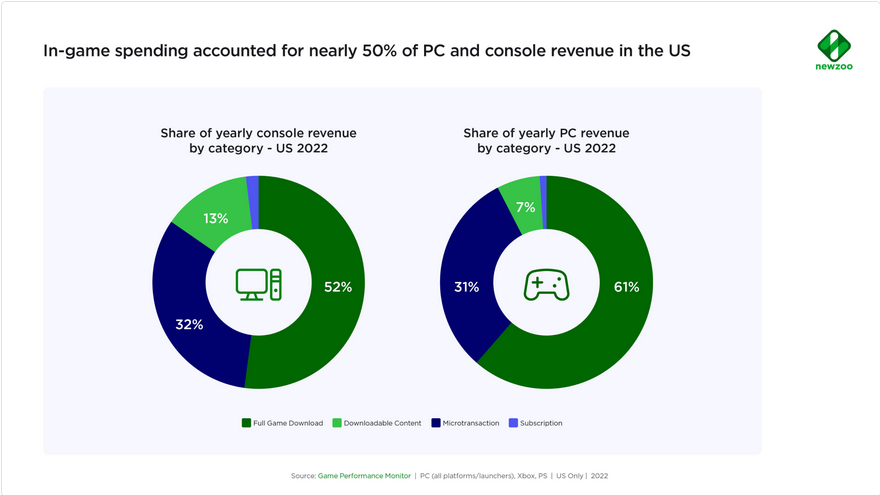 In-game spending accounted for nearly 50% of PC and console revenue in the US
newzoo
Share of yearly console revenue
by category - US 2022
13%
52%
32%
Share of yearly PC revenue
by category - US 2022
7%
31%
61%
Full Game Download
Downloadable Content
Microtransaction
Subscription
Source: Game Performance Monitor | PC (all platforms/launchers), Xbox, PS | US Only | 2022